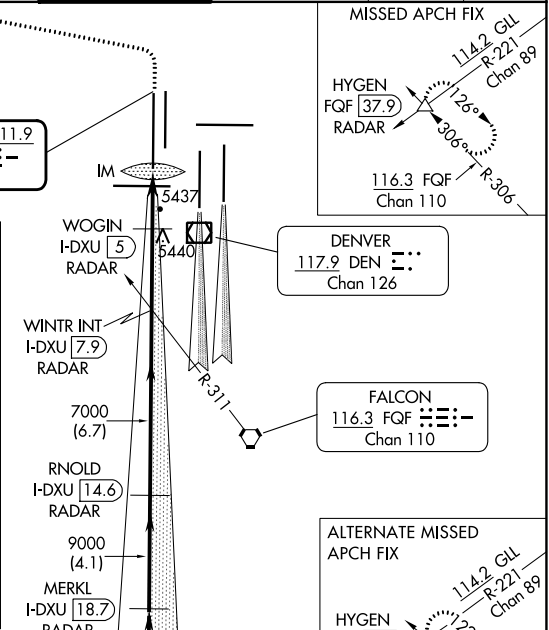 MISSED APCH FIX
114.2 GLL
R-221
Chan 89
HYGEN
FQF 37.9
RADAR
126°
306°
116.3 FQF
Chan 110
R-306
11.9
IM
5437
WOGIN
I-DXU 5
RADAR
5440
DENVER
117.9 DEN
Chan 126
WINTR INT
I-DXU 7.9
RADAR
R-311
7000
(6.7)
FALCON
116.3 FQF
Chan 110
RNOLD
I-DXU 14.6
RADAR
9000
(4.1)
MERKL
I-DXU 18.7
RADAR
ALTERNATE MISSED
APCH FIX
114.2 GLL
R-221
Chan 89
HYGEN